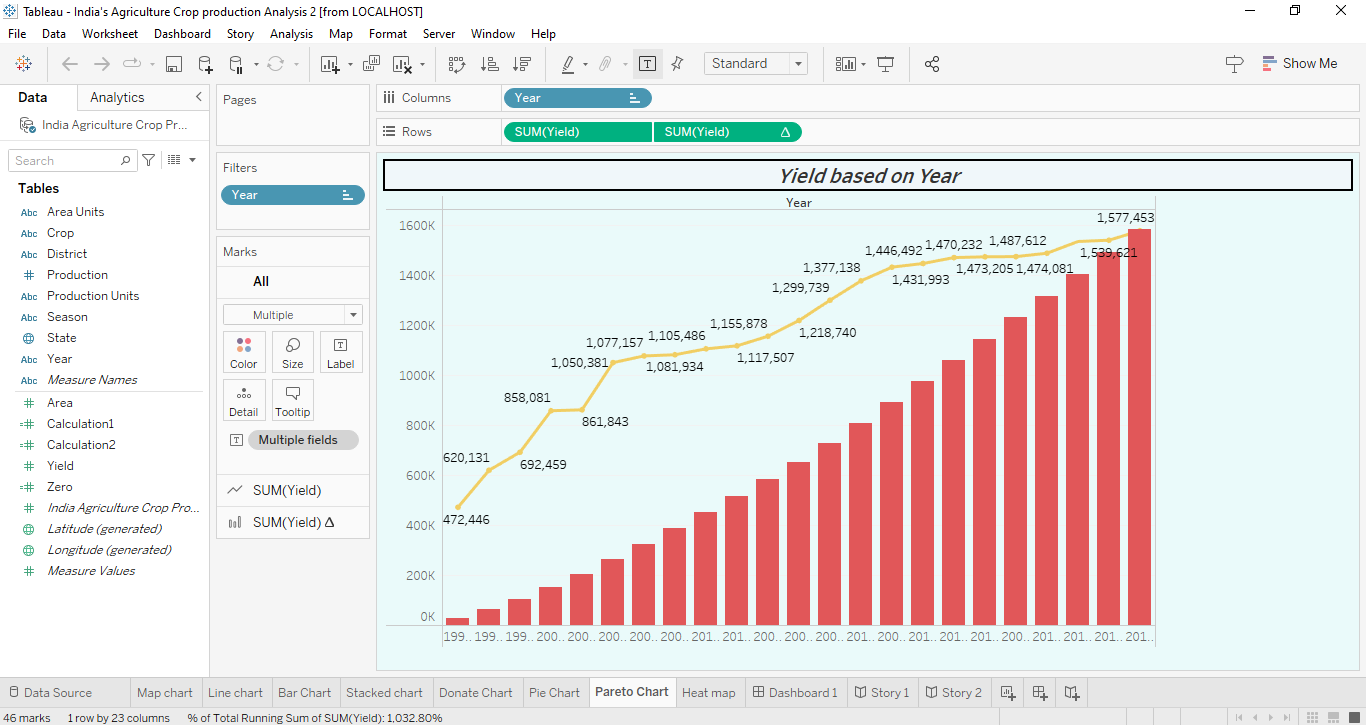 Tableau - India's Agriculture Crop production Analysis 2 [from LOCALHOST]
File Data Worksheet Dashboard Story Analysis Map Format Server Window Help
Standard
Show Me
Data Analytics
India Agriculture Crop Pr...
Search
Tables
Abc Area Units
Abc Crop
Abc District
Production
Abc Production Units
Abc Season
State
Abc Year
Abc Measure Names
Area
Calculation1
Calculation2
Yield
Zero
India Agriculture Crop Pro...
Latitude (generated)
Longitude (generated)
Measure Values
Pages
Filters
Year
Marks
All
Multiple
Color Size Label
Detail Tooltip
Multiple fields
SUM(Yield)
SUM(Yield) Δ
Columns Year
Rows SUM(Yield) SUM(Yield) Δ
Yield based on Year
Year
1600K
1400K
1200K
1000K
800K
600K
400K
200K
0K
472,446
620,131
692,459
858,081
861,843
1,050,381
1,077,157
1,081,934
1,105,486
1,117,507
1,155,878
1,218,740
1,299,739
1,377,138
1,446,492
1,431,993
1,470,232
1,473,205
1,487,612
1,474,081
1,539,621
1,577,453
199.. 199.. 199.. 200.. 200.. 200.. 200.. 200.. 201.. 201.. 200.. 200.. 200.. 201.. 200.. 201.. 201.. 201.. 200.. 201.. 201.. 201.. 201..
Data Source Map chart Line chart Bar Chart Stacked chart Donate Chart Pie Chart Pareto Chart Heat map Dashboard 1 Story 1 Story 2
46 marks 1 row by 23 columns % of Total Running Sum of SUM(Yield): 1,032.80%